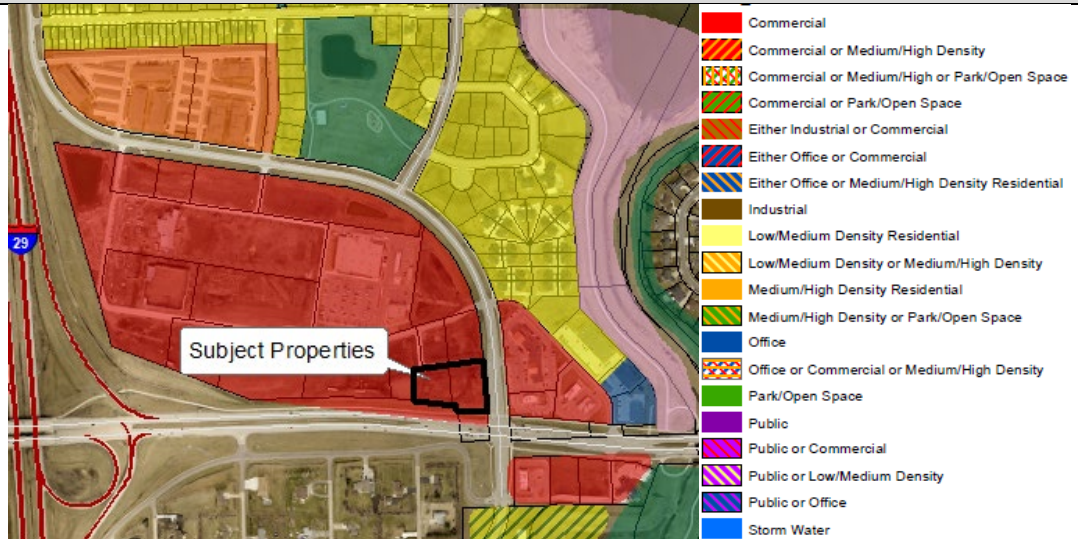 29
Subject Properties
Commercial
Commercial or Medium/High Density
Commercial or Medium/High or Park/Open Space
Commercial or Park/Open Space
Either Industrial or Commercial
Either Office or Commercial
Either Office or Medium/High Density Residential
Industrial
Low/Medium Density Residential
Low/Medium Density or Medium/High Density
Medium/High Density Residential
Medium/High Density or Park/Open Space
Office
Office or Commercial or Medium/High Density
Park/Open Space
Public
Public or Commercial
Public or Low/Medium Density
Public or Office
Storm Water